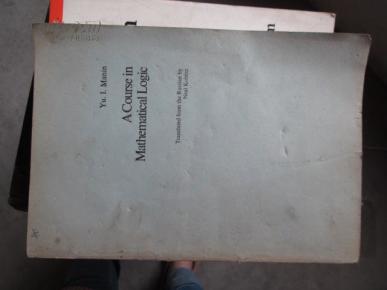 Yu. I. Manin
A Course in
Mathematical Logic
Translated from the Russian by
Neal Koblitz